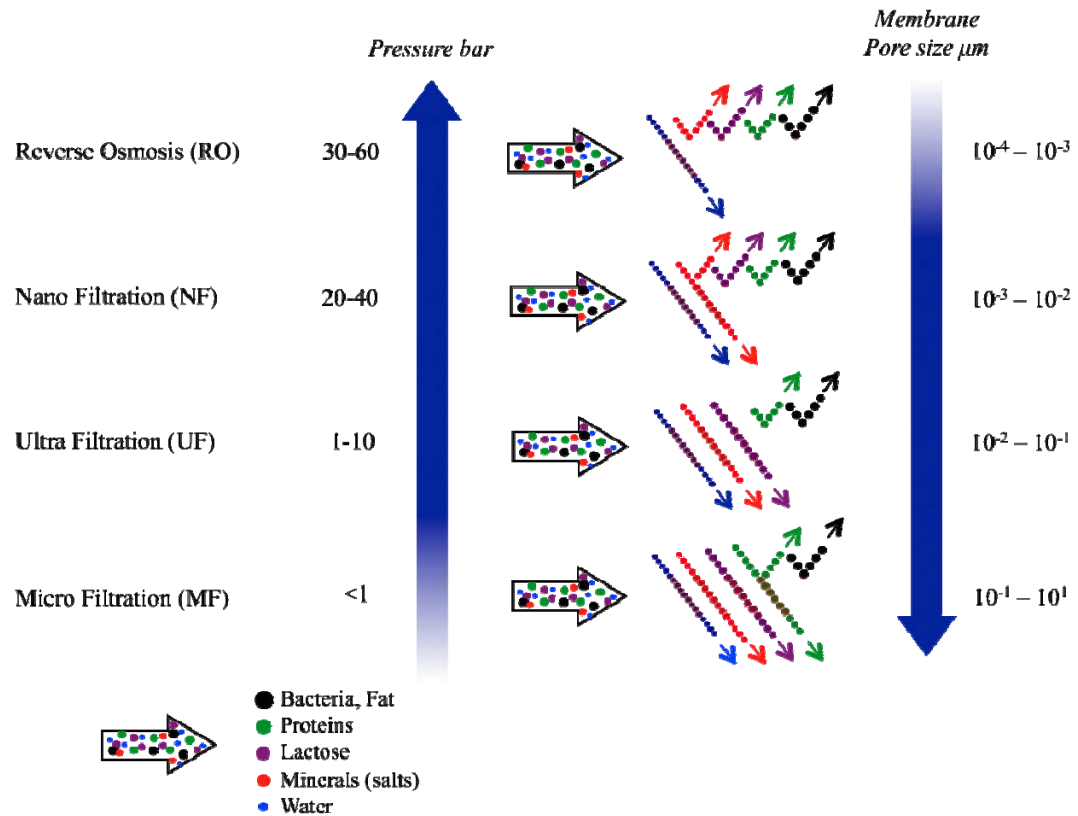 Pressure bar
Membrane
Pore size μm
Reverse Osmosis (RO)
30-60
10⁻⁴ – 10⁻³
Nano Filtration (NF)
20-40
10⁻³ – 10⁻²
Ultra Filtration (UF)
1-10
10⁻² – 10⁻¹
Micro Filtration (MF)
<1
10⁻¹ – 10¹
Bacteria, Fat
Proteins
Lactose
Minerals (salts)
Water